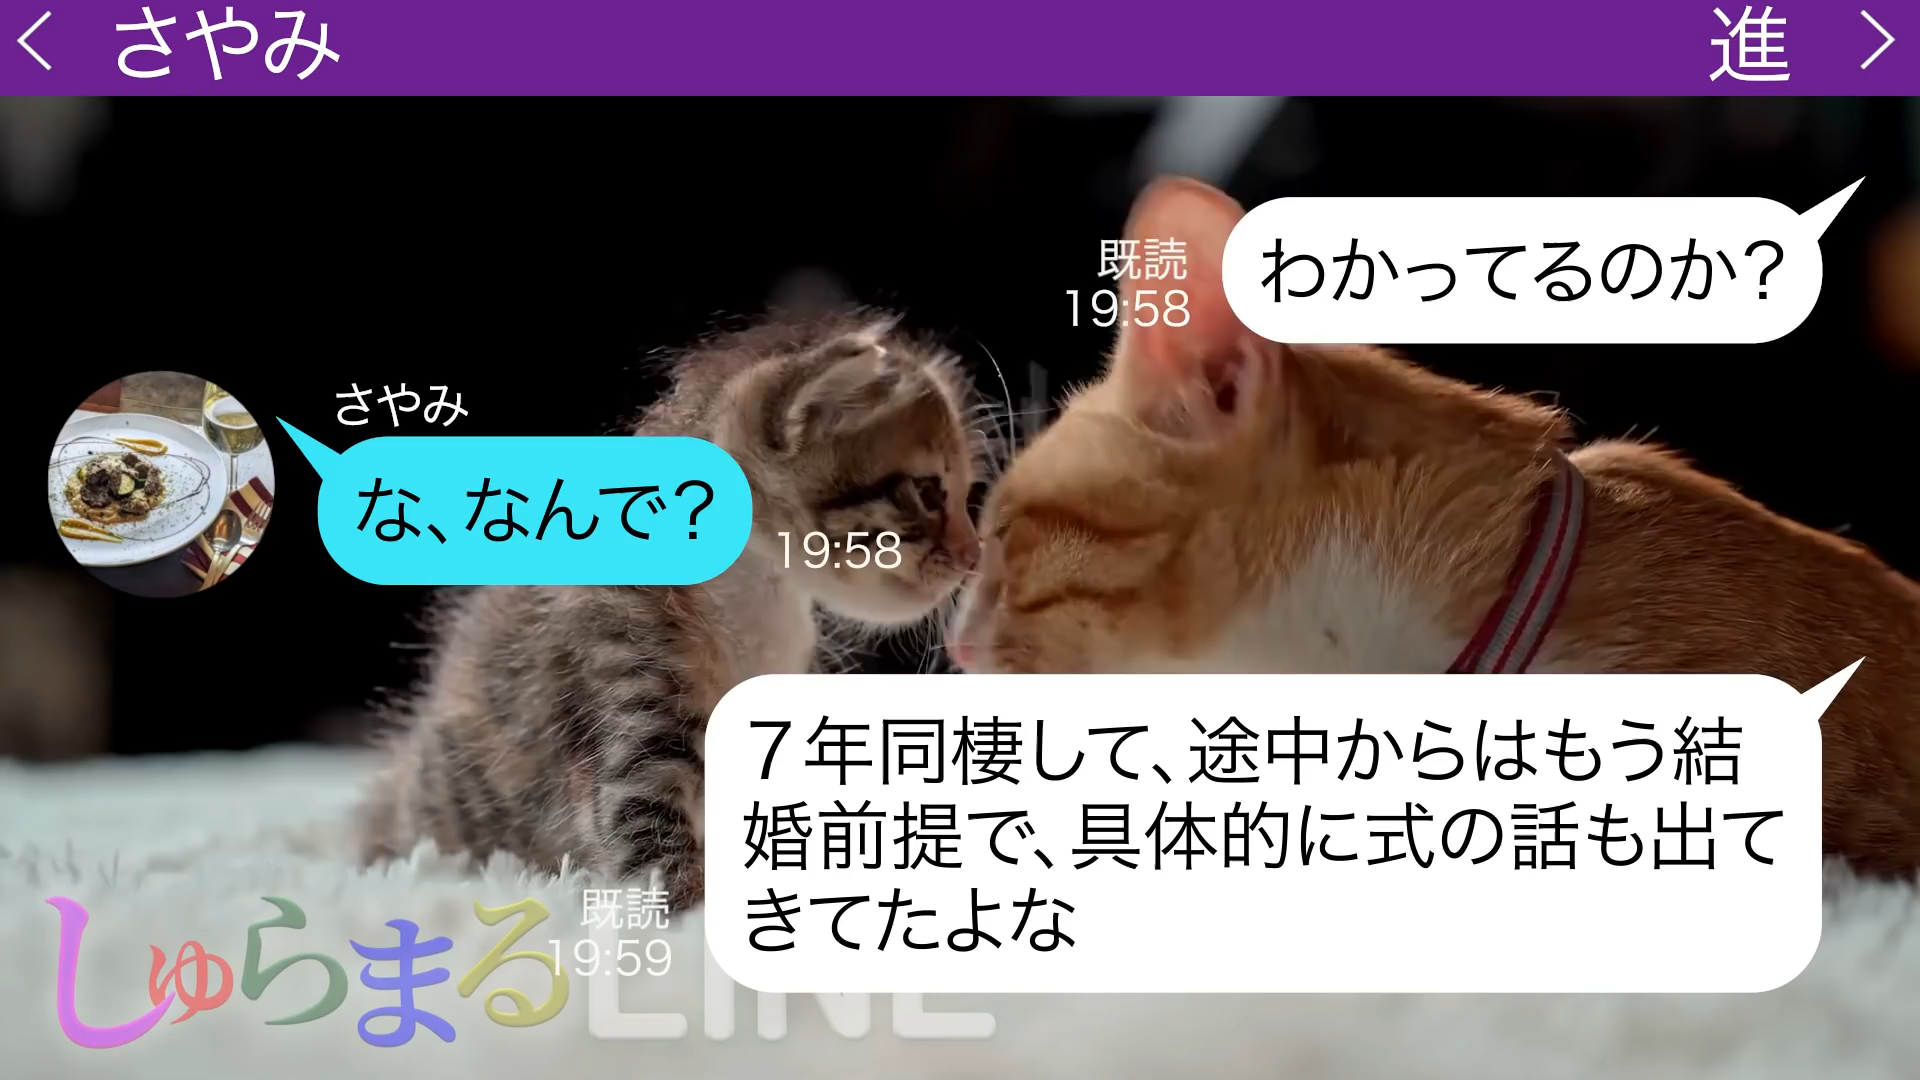 さやみ
進
わかってるのか？
既読
19:58
さやみ
な、なんで？
19:58
７年同棲して、途中からはもう結
婚前提で、具体的に式の話も出て
きてたよな
既読
19:59
しゅらまるLINE